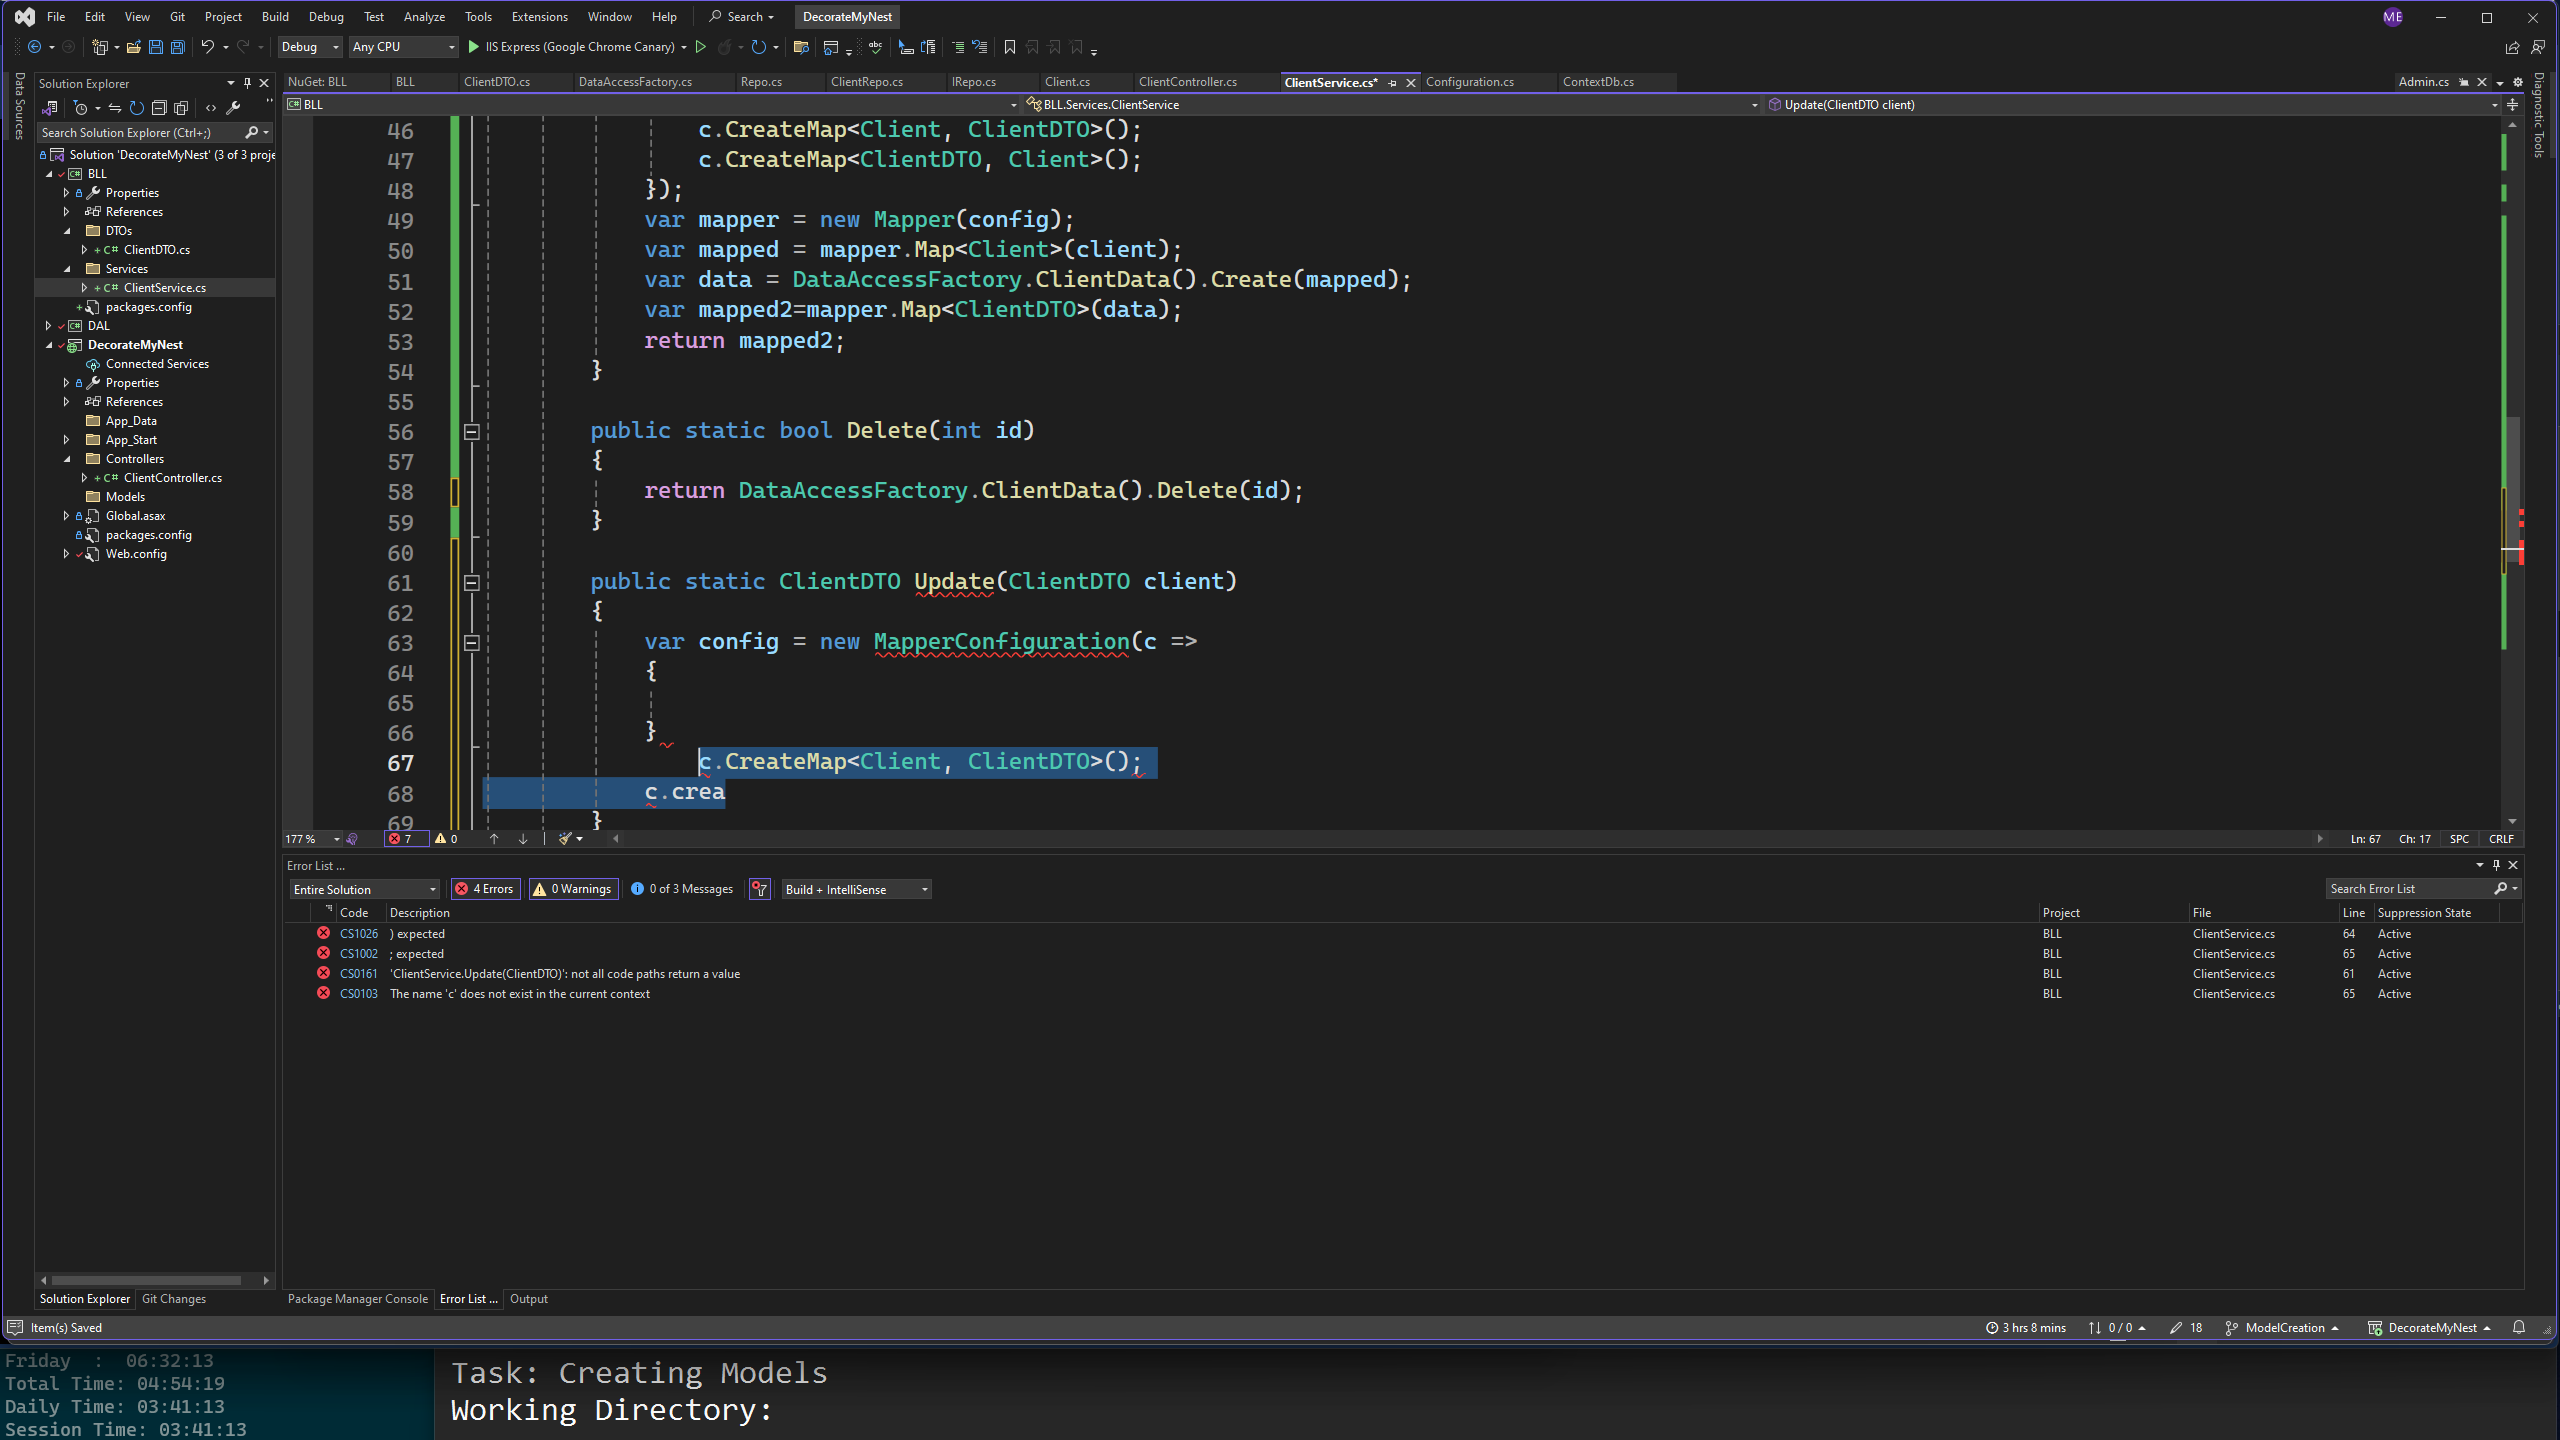 File Edit View Git Project Build Debug Test Analyze Tools Extensions Window Help Search DecorateMyNest ME
Debug Any CPU IIS Express (Google Chrome Canary)
Data Sources
Solution Explorer
Search Solution Explorer (Ctrl+;)
Solution 'DecorateMyNest' (3 of 3 proje
BLL
Properties
References
DTOs
C# ClientDTO.cs
Services
C# ClientService.cs
packages.config
DAL
DecorateMyNest
Connected Services
Properties
References
App_Data
App_Start
Controllers
C# ClientController.cs
Models
Global.asax
packages.config
Web.config
Solution Explorer Git Changes
NuGet: BLL BLL ClientDTO.cs DataAccessFactory.cs Repo.cs ClientRepo.cs IRepo.cs Client.cs ClientController.cs ClientService.cs* Configuration.cs ContextDb.cs Admin.cs
BLL BLL.Services.ClientService Update(ClientDTO client)
Diagnostic Tools
46 c.CreateMap<Client, ClientDTO>();
47 c.CreateMap<ClientDTO, Client>();
48 });
49 var mapper = new Mapper(config);
50 var mapped = mapper.Map<Client>(client);
51 var data = DataAccessFactory.ClientData().Create(mapped);
52 var mapped2=mapper.Map<ClientDTO>(data);
53 return mapped2;
54 }
55
56 public static bool Delete(int id)
57 {
58 return DataAccessFactory.ClientData().Delete(id);
59 }
60
61 public static ClientDTO Update(ClientDTO client)
62 {
63 var config = new MapperConfiguration(c =>
64 {
65
66 }
67 c.CreateMap<Client, ClientDTO>();
68 c.crea
69 }
177 % 7 0 Ln: 67 Ch: 17 SPC CRLF
Error List ...
Entire Solution 4 Errors 0 Warnings 0 of 3 Messages Build + IntelliSense Search Error List
Code Description Project File Line Suppression State
CS1026 ) expected BLL ClientService.cs 64 Active
CS1002 ; expected BLL ClientService.cs 65 Active
CS0161 'ClientService.Update(ClientDTO)': not all code paths return a value BLL ClientService.cs 61 Active
CS0103 The name 'c' does not exist in the current context BLL ClientService.cs 65 Active
Package Manager Console Error List ... Output
Item(s) Saved 3 hrs 8 mins 0 / 0 18 ModelCreation DecorateMyNest
Friday : 06:32:13
Total Time: 04:54:19
Daily Time: 03:41:13
Session Time: 03:41:13
Task: Creating Models
Working Directory: